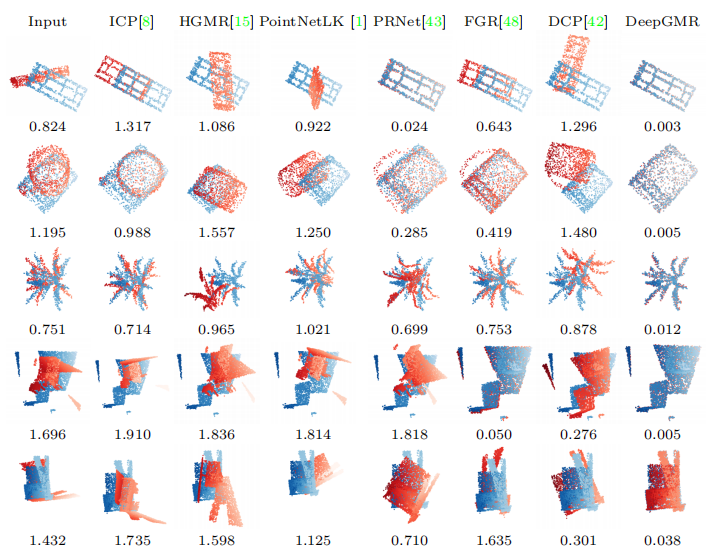 Input ICP[8] HGMR[15] PointNetLK [1] PRNet[43] FGR[48] DCP[42] DeepGMR
0.824 1.317 1.086 0.922 0.024 0.643 1.296 0.003
1.195 0.988 1.557 1.250 0.285 0.419 1.480 0.005
0.751 0.714 0.965 1.021 0.699 0.753 0.878 0.012
1.696 1.910 1.836 1.814 1.818 0.050 0.276 0.005
1.432 1.735 1.598 1.125 0.710 1.635 0.301 0.038